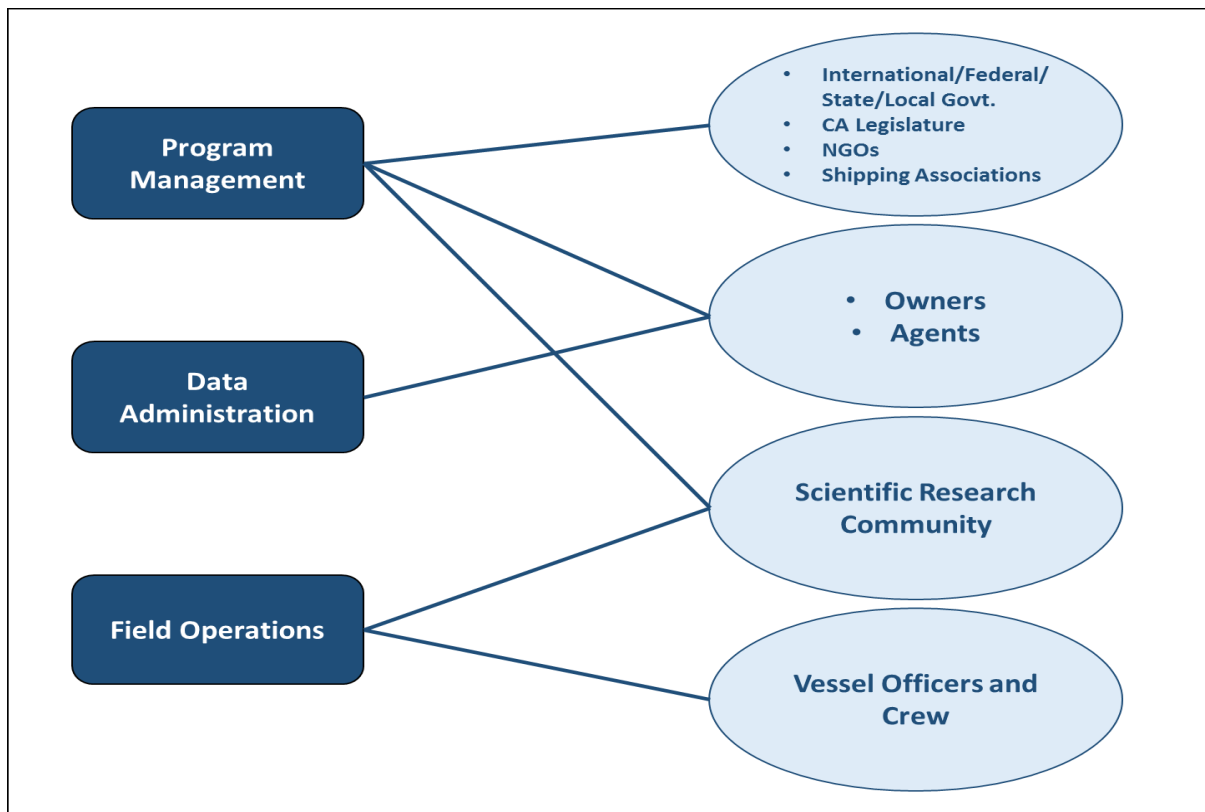 Program
Management
Data
Administration
Field Operations
• International/Federal/
State/Local Govt.
• CA Legislature
• NGOs
• Shipping Associations
• Owners
• Agents
Scientific Research
Community
Vessel Officers and
Crew